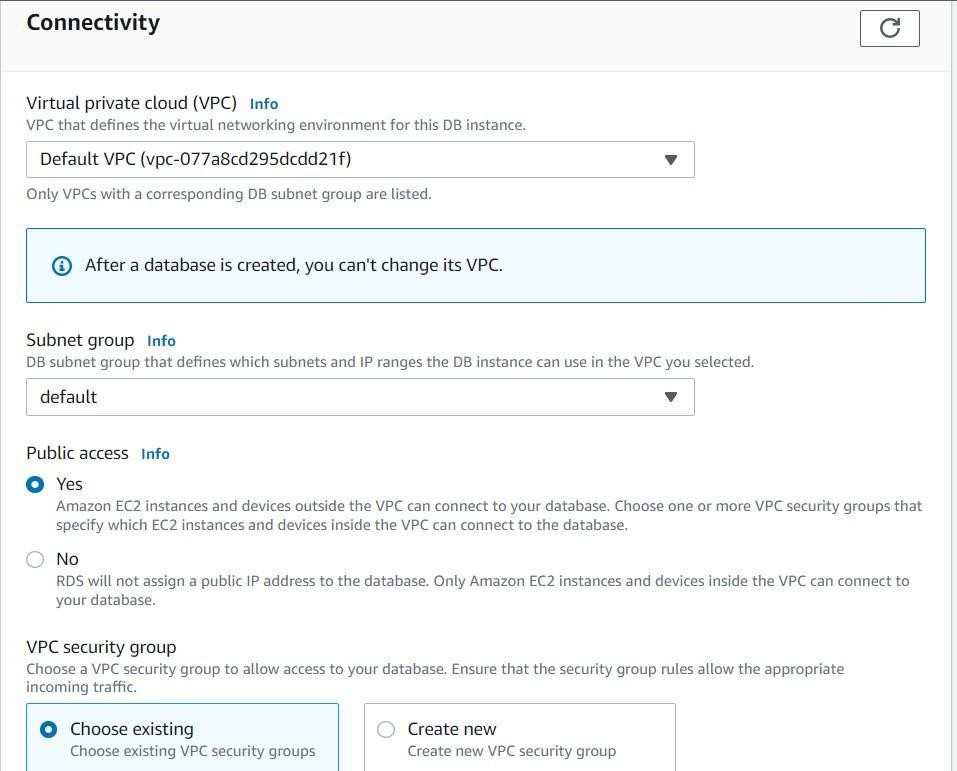 Connectivity
Virtual private cloud (VPC) Info
VPC that defines the virtual networking environment for this DB instance.
Default VPC (vpc-077a8cd295dcdd21f)
Only VPCs with a corresponding DB subnet group are listed.
After a database is created, you can't change its VPC.
Subnet group Info
DB subnet group that defines which subnets and IP ranges the DB instance can use in the VPC you selected.
default
Public access Info
Yes
Amazon EC2 instances and devices outside the VPC can connect to your database. Choose one or more VPC security groups that
specify which EC2 instances and devices inside the VPC can connect to the database.
No
RDS will not assign a public IP address to the database. Only Amazon EC2 instances and devices inside the VPC can connect to
your database.
VPC security group
Choose a VPC security group to allow access to your database. Ensure that the security group rules allow the appropriate
incoming traffic.
Choose existing
Choose existing VPC security groups
Create new
Create new VPC security group